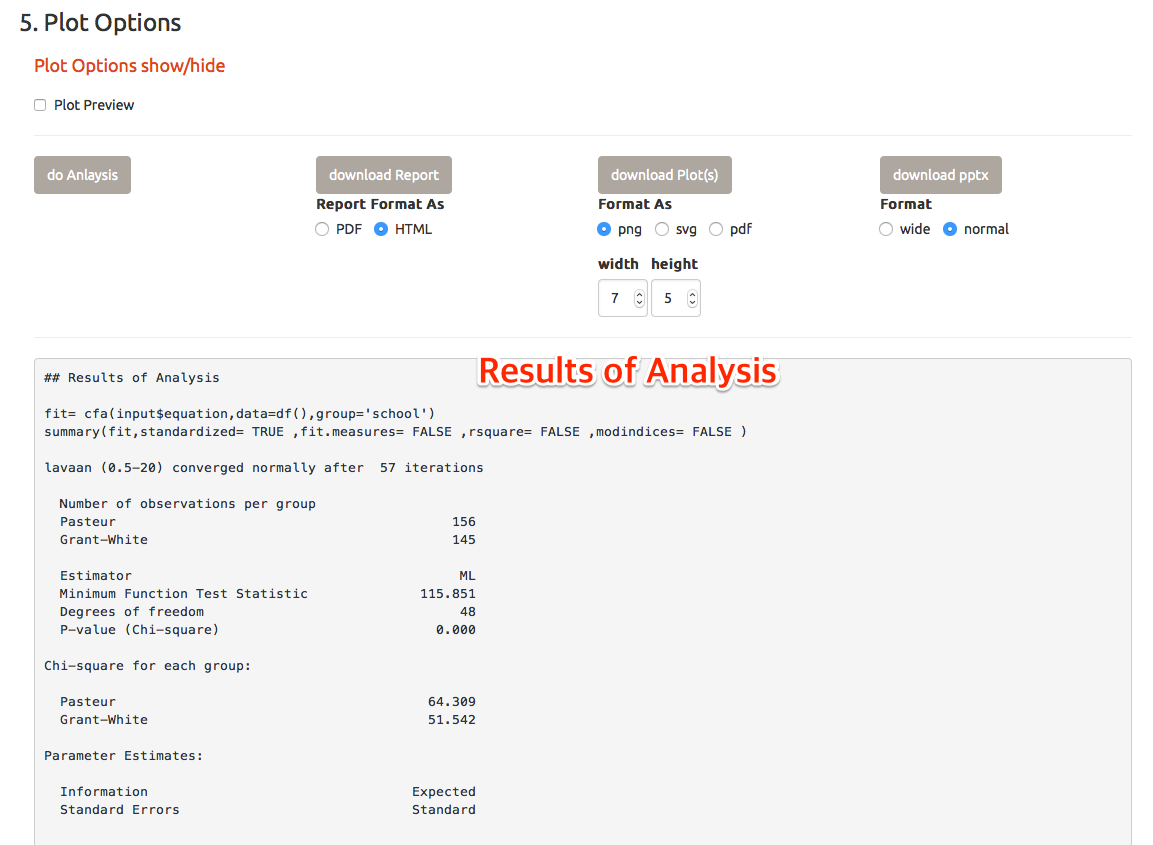 5. Plot Options
Plot Options show/hide
Plot Preview
do Anlaysis
download Report
download Plot(s)
download pptx
Report Format As
Format As
Format
PDF HTML
png svg pdf
wide normal
width height
7 5
Results of Analysis
## Results of Analysis
fit= cfa(input$equation,data=df(),group='school')
summary(fit,standardized= TRUE ,fit.measures= FALSE ,rsquare= FALSE ,modindices= FALSE )
lavaan (0.5-20) converged normally after  57 iterations
Number of observations per group
Pasteur 156
Grant-White 145
Estimator ML
Minimum Function Test Statistic 115.851
Degrees of freedom 48
P-value (Chi-square) 0.000
Chi-square for each group:
Pasteur 64.309
Grant-White 51.542
Parameter Estimates:
Information Expected
Standard Errors Standard